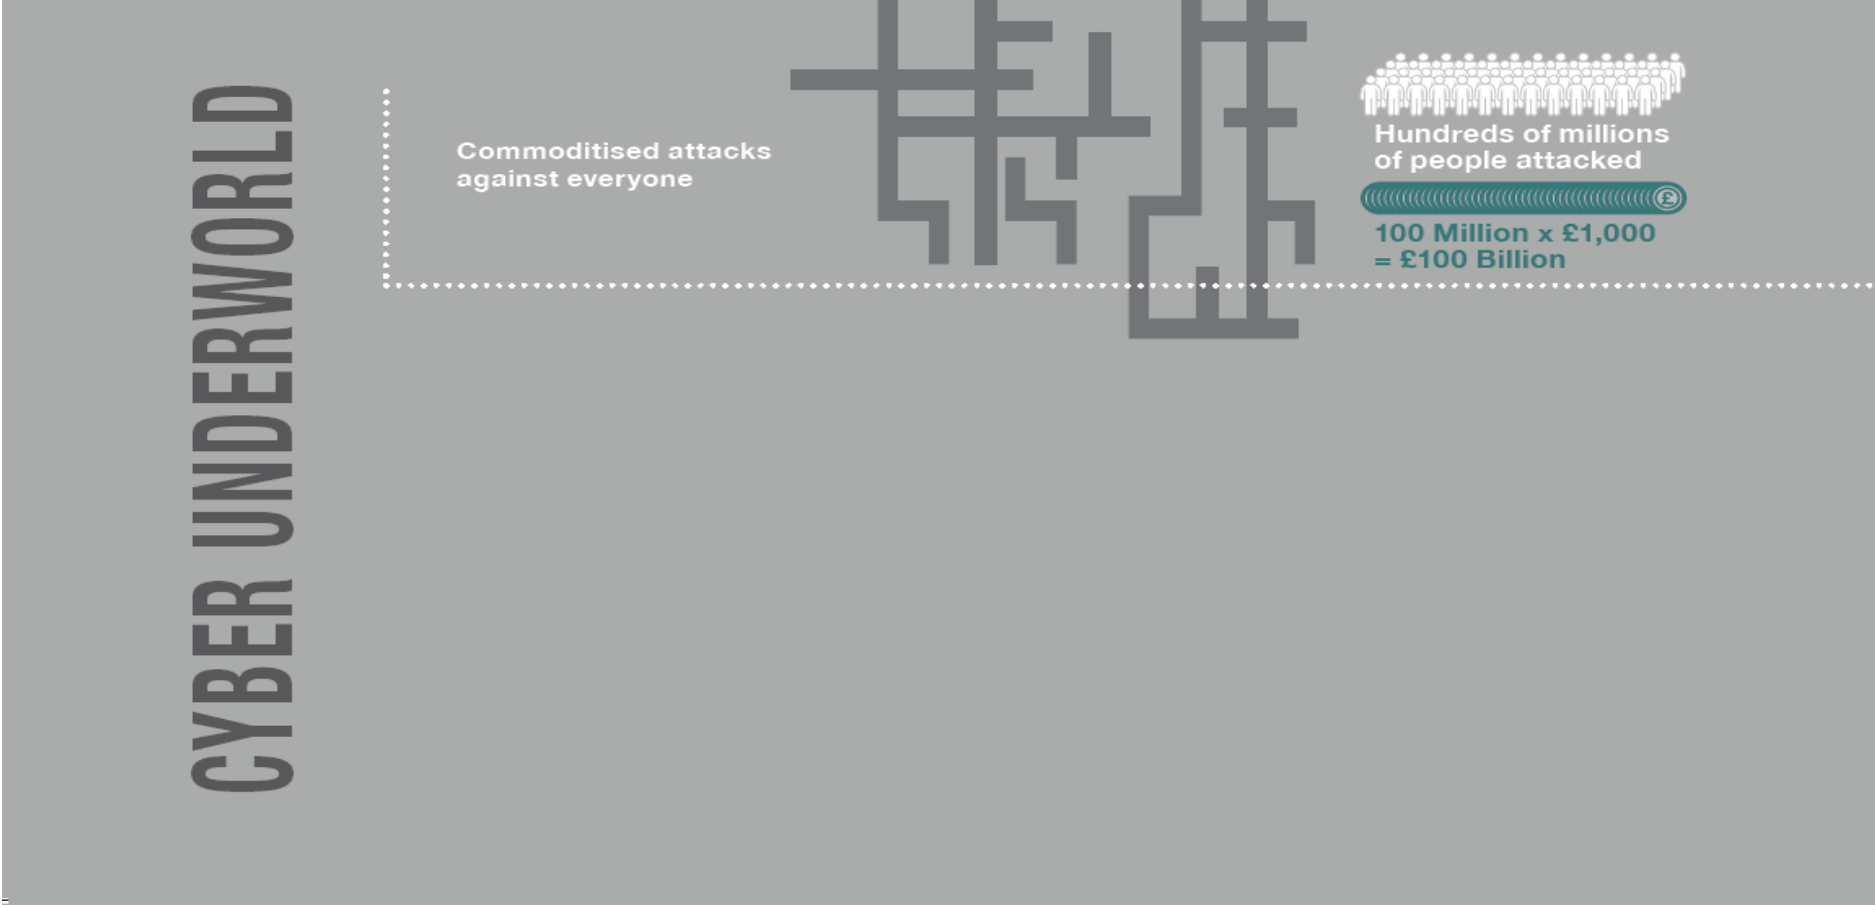 CYBER UNDERWORLD
Commoditised attacks
against everyone
Hundreds of millions
of people attacked
£
100 Million x £1,000
= £100 Billion